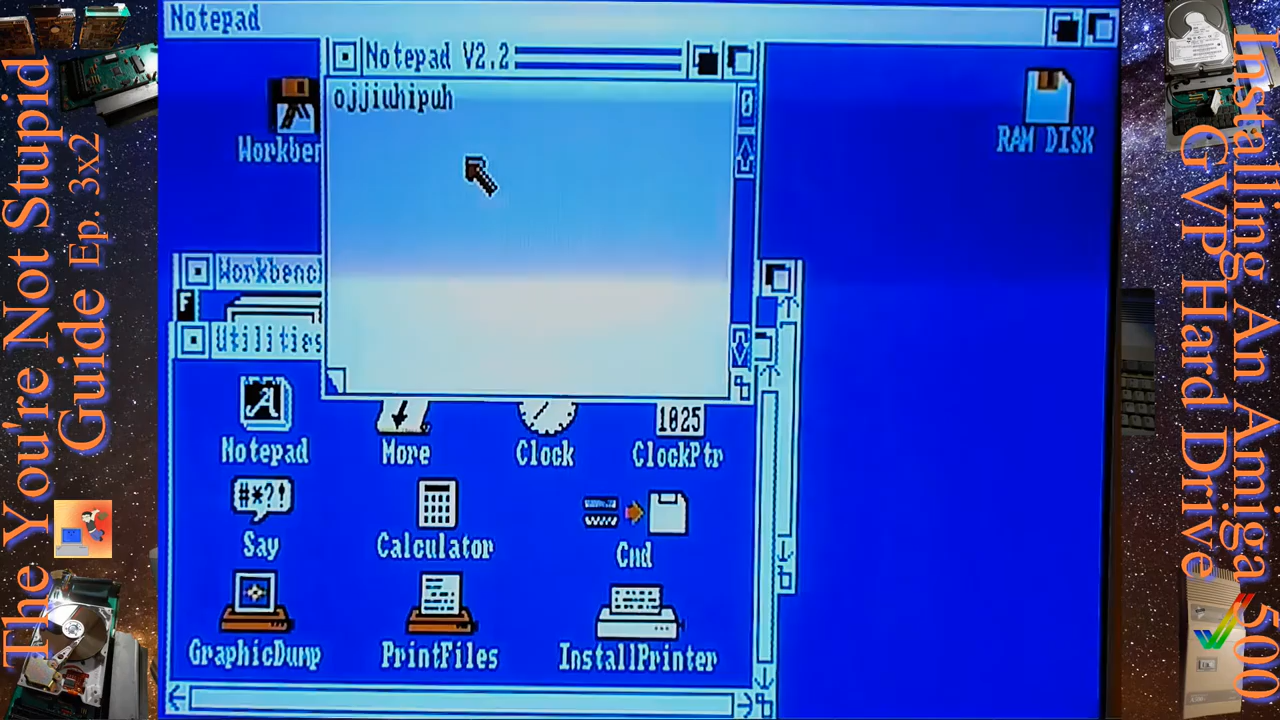 The You're Not Stupid
Guide Ep. 3x2
Notepad
Notepad V2.2
ojjiuhipuh
0
Workben
RAM DISK
Workbench
F
Utilities
1025
Notepad
More
Clock
ClockPtr
#*?!
Say
Calculator
Cmd
GraphicDump
PrintFiles
InstallPrinter
Installing An Amiga 500
GVP Hard Drive